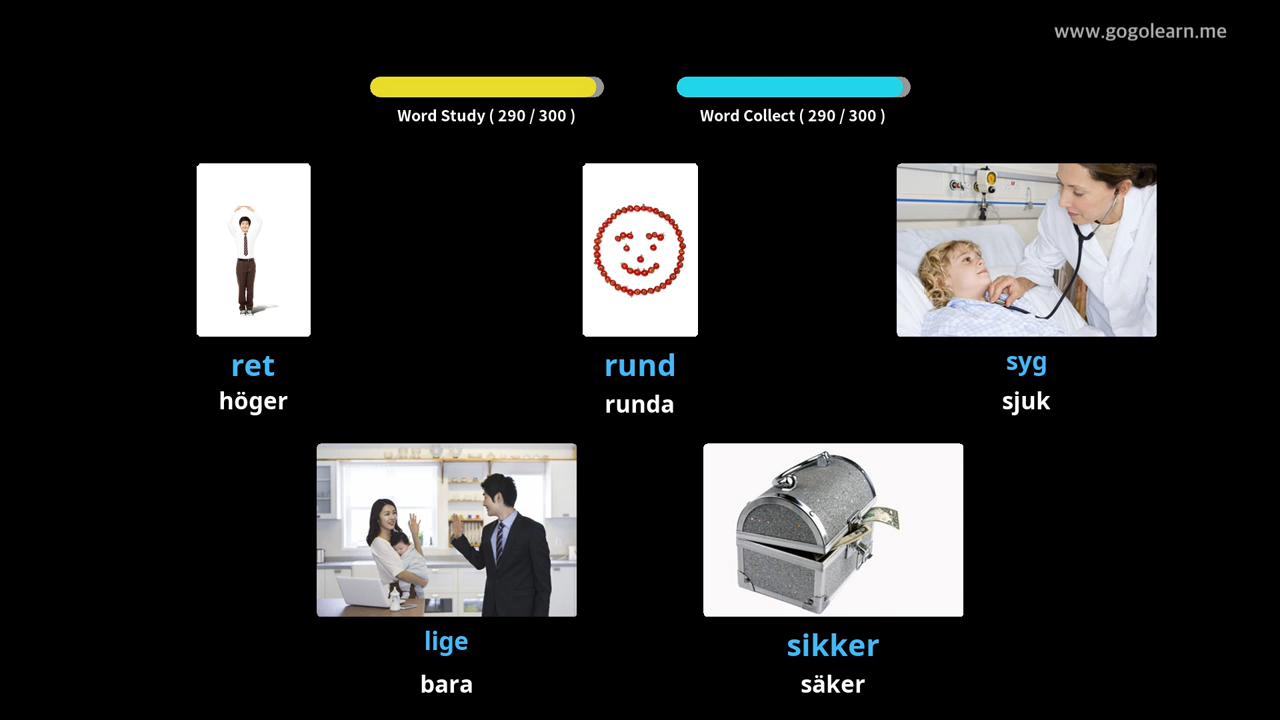 www.gogolearn.me
Word Study ( 290 / 300 )
Word Collect ( 290 / 300 )
ret
höger
rund
runda
syg
sjuk
lige
bara
sikker
säker